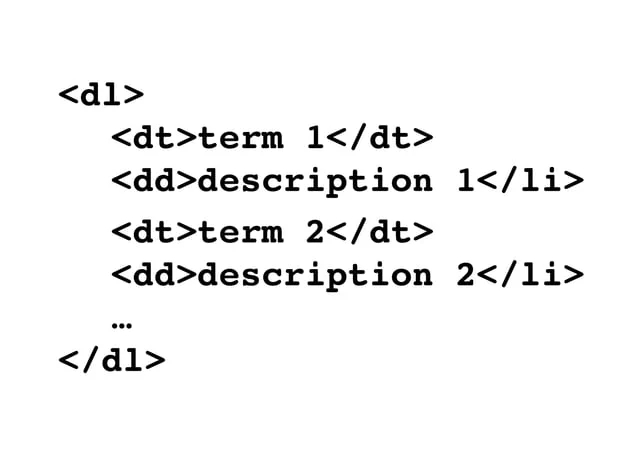 <dl>
<dt>term 1</dt>
<dd>description 1</li>
<dt>term 2</dt>
<dd>description 2</li>
…
</dl>